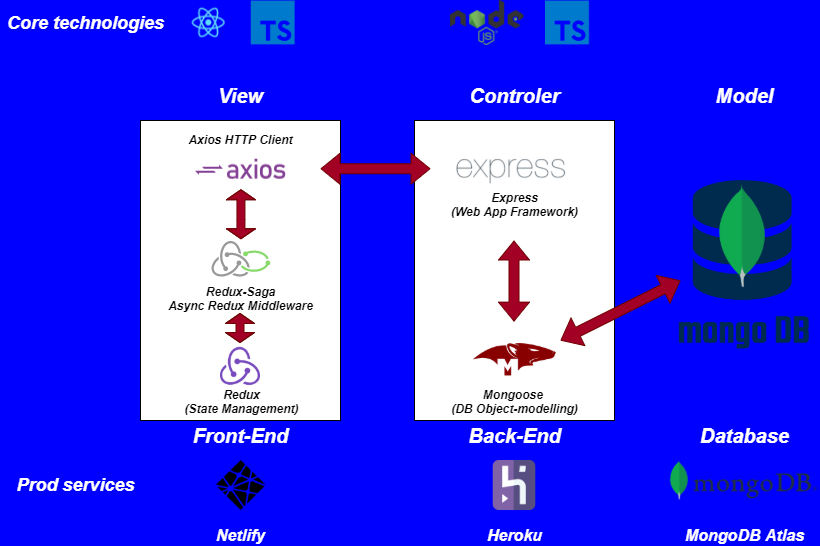 Core technologies
TS
node
JS
TS
View
Controler
Model
Axios HTTP Client
axios
express
Express
(Web App Framework)
Redux-Saga
Async Redux Middleware
mongo DB
M
Redux
(State Management)
Mongoose
(DB Object-modelling)
Front-End
Back-End
Database
Prod services
mongoDB
Netlify
Heroku
MongoDB Atlas